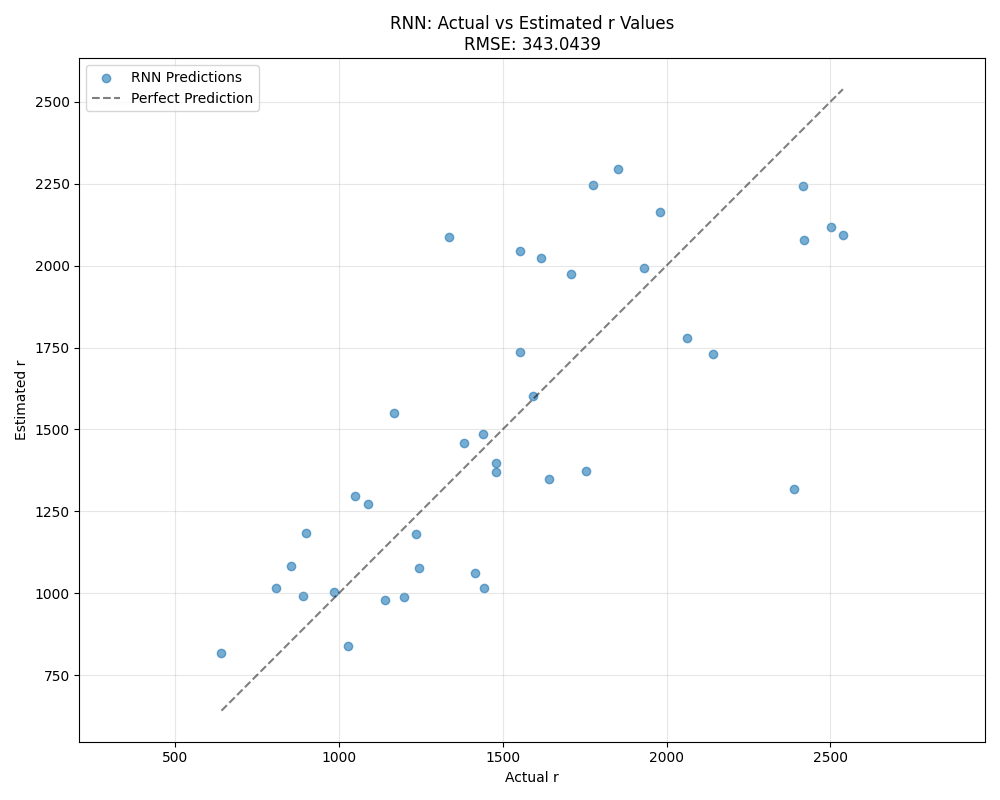 RNN: Actual vs Estimated r Values
RMSE: 343.0439
RNN Predictions
Perfect Prediction
2500
2250
2000
1750
1500
1250
1000
750
Estimated r
500
1000
1500
2000
2500
Actual r